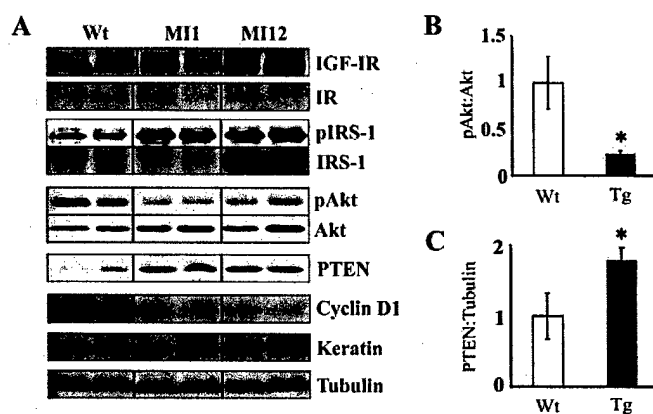 A
Wt MI1 MI12
IGF-IR
IR
pIRS-1
IRS-1
pAkt
Akt
PTEN
Cyclin D1
Keratin
Tubulin
B
pAkt:Akt
1.5
1
0.5
0
*
Wt Tg
C
PTEN:Tubulin
2
1
0
*
Wt Tg